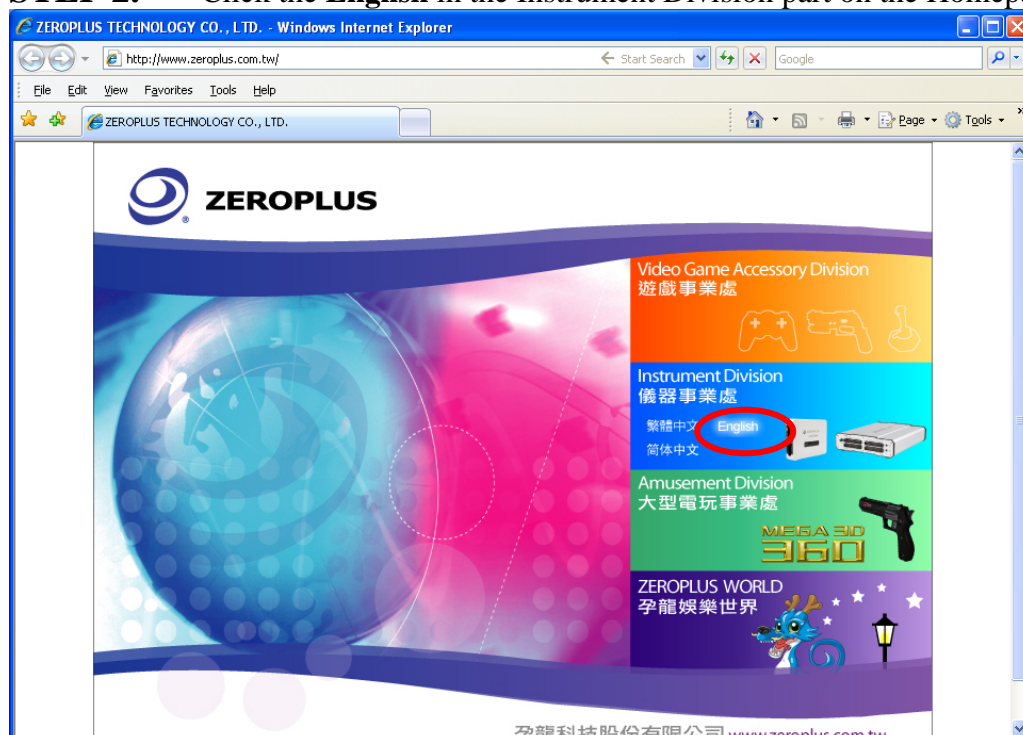 STEP 2. Click the English in the Instrument Division part on the Homep
ZEROPLUS TECHNOLOGY CO., LTD. - Windows Internet Explorer
http://www.zeroplus.com.tw/
Start Search
Google
File Edit View Favorites Tools Help
ZEROPLUS TECHNOLOGY CO., LTD.
Page Tools
ZEROPLUS
Video Game Accessory Division
遊戲事業處
Instrument Division
儀器事業處
繁體中文 English
简体中文
Amusement Division
大型電玩事業處
MEGA 3D
360
ZEROPLUS WORLD
孕龍娛樂世界
孕龍科技股份有限公司 www.zeroplus.com.tw